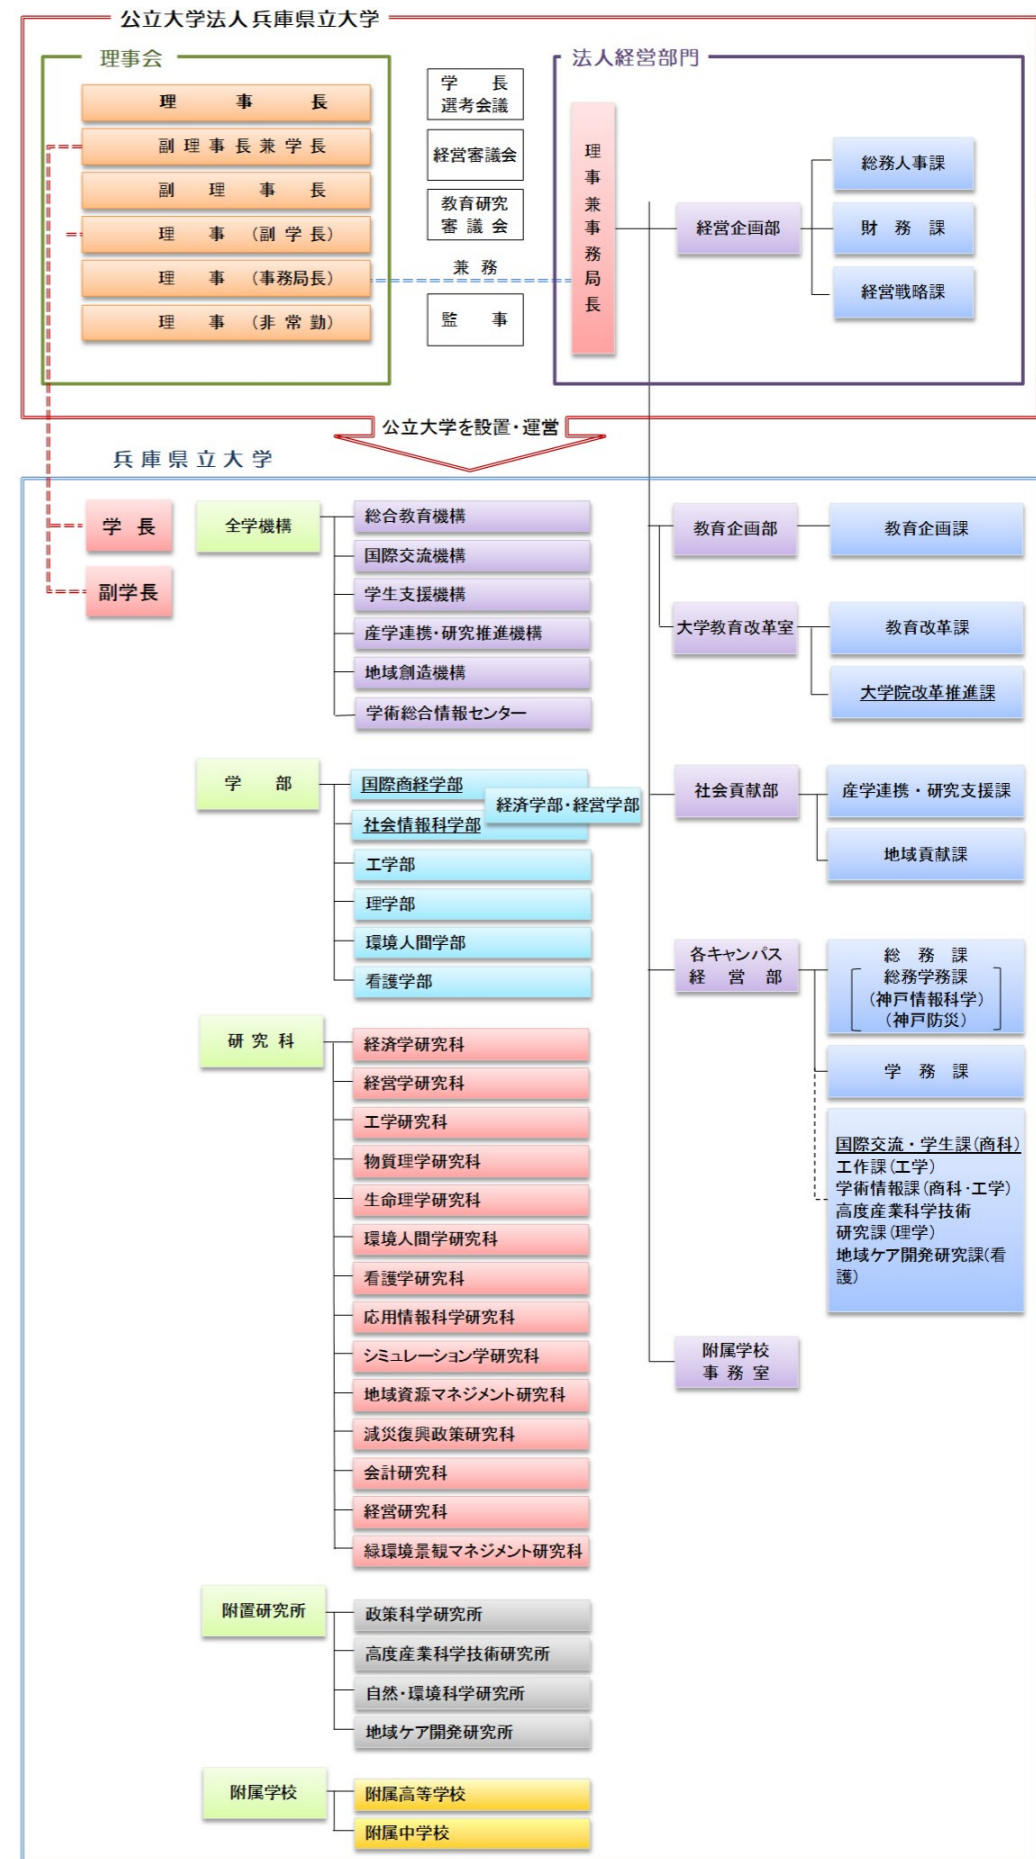 公立大学法人兵庫県立大学
理事会
理事長
副理事長兼学長
副理事長
理事(副学長)
理事(事務局長)
理事(非常勤)
学長
選考会議
経営審議会
教育研究
審議会
兼務
監事
法人経営部門
理事兼事務局長
経営企画部
総務人事課
財務課
経営戦略課
公立大学を設置・運営
兵庫県立大学
学長
副学長
全学機構
総合教育機構
国際交流機構
学生支援機構
産学連携・研究推進機構
地域創造機構
学術総合情報センター
学部
国際商経学部
経済学部・経営学部
社会情報科学部
工学部
理学部
環境人間学部
看護学部
研究科
経済学研究科
経営学研究科
工学研究科
物質理学研究科
生命理学研究科
環境人間学研究科
看護学研究科
応用情報科学研究科
シミュレーション学研究科
地域資源マネジメント研究科
減災復興政策研究科
会計研究科
経営研究科
緑環境景観マネジメント研究科
附置研究所
政策科学研究所
高度産業科学技術研究所
自然・環境科学研究所
地域ケア開発研究所
附属学校
附属高等学校
附属中学校
教育企画部
教育企画課
大学教育改革室
教育改革課
大学院改革推進課
社会貢献部
産学連携・研究支援課
地域貢献課
各キャンパス
経営部
総務課
総務学務課
(神戸情報科学)
(神戸防災)
学務課
国際交流・学生課(商科)
工作課(工学)
学術情報課(商科・工学)
高度産業科学技術
研究課(理学)
地域ケア開発研究課(看
護)
附属学校
事務室